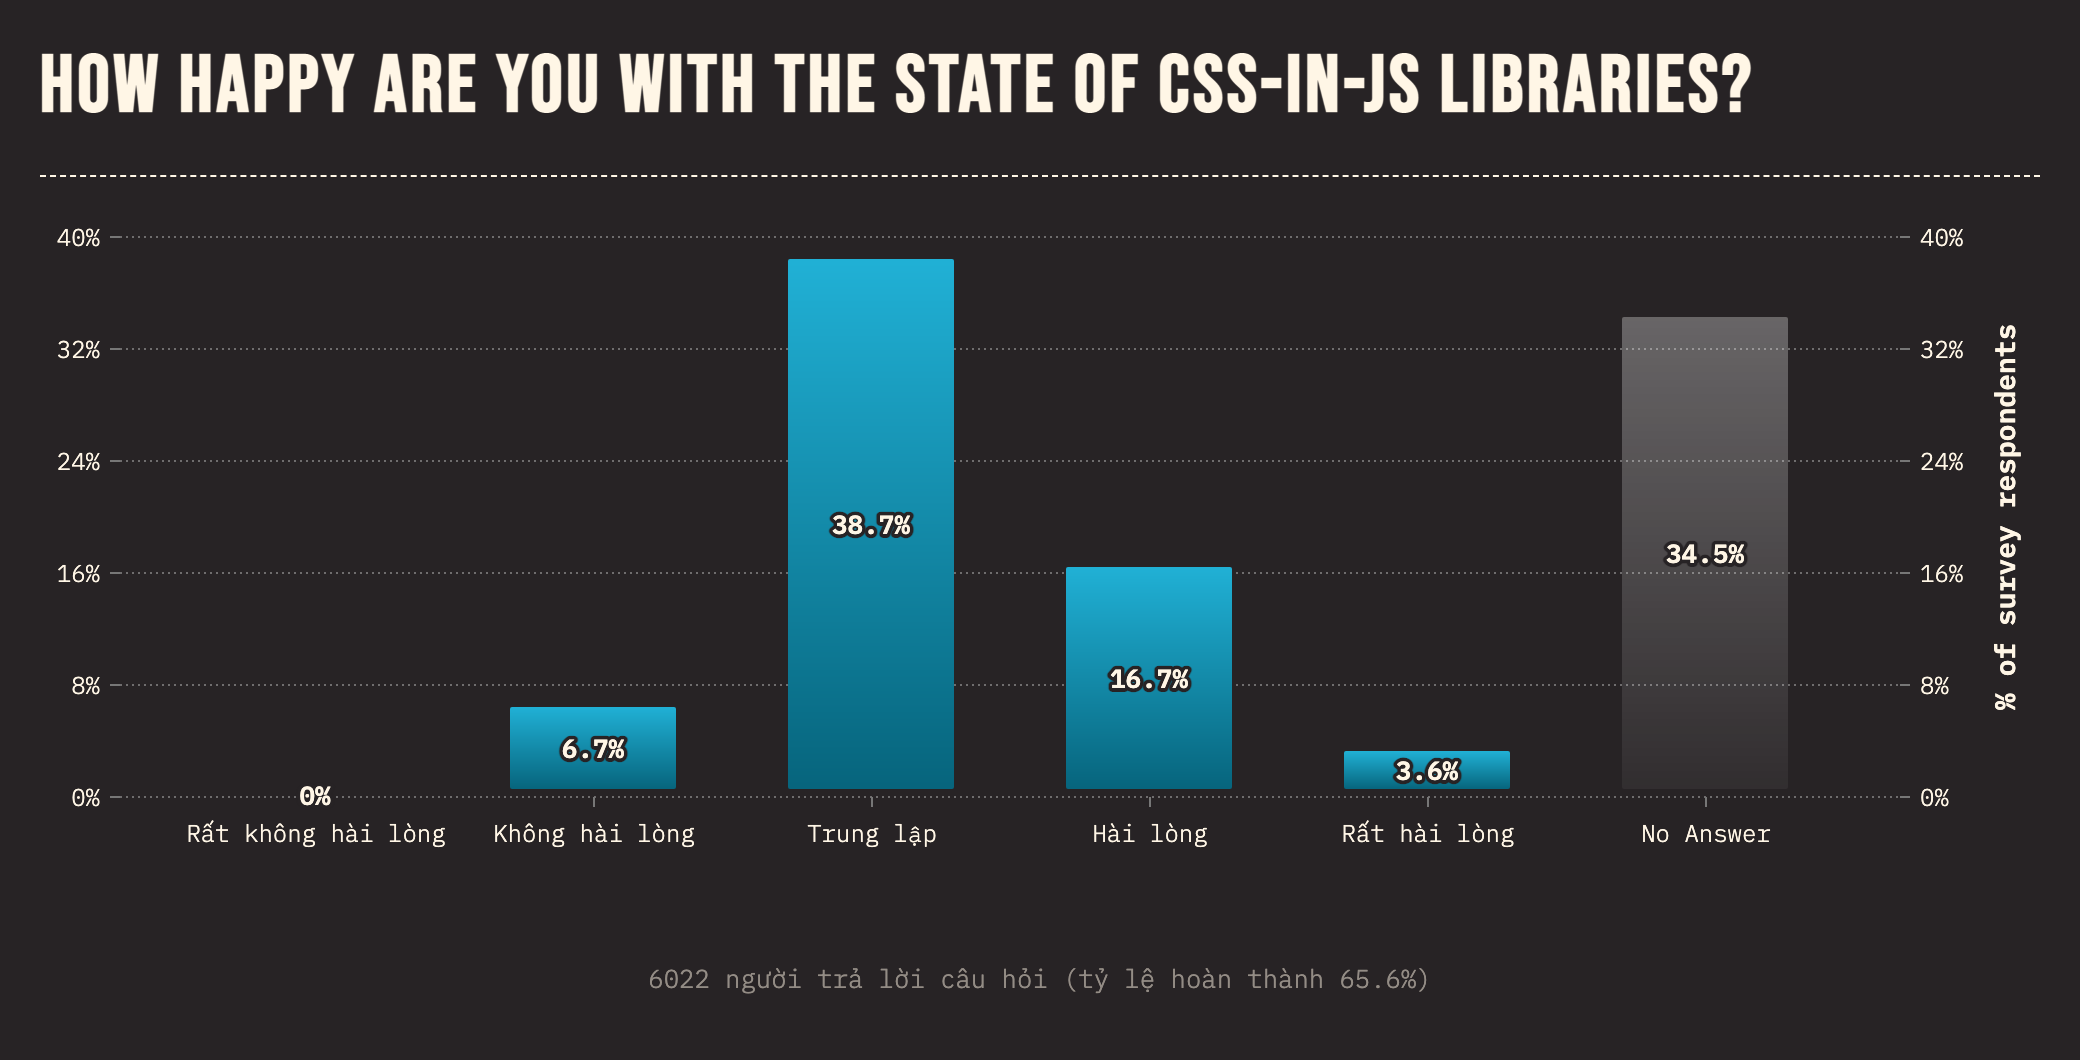 HOW HAPPY ARE YOU WITH THE STATE OF CSS-IN-JS LIBRARIES?
40%
40%
32%
32%
24%
24%
16%
16%
8%
8%
0%
0%
% of survey respondents
0%
6.7%
38.7%
16.7%
3.6%
34.5%
Rất không hài lòng
Không hài lòng
Trung lập
Hài lòng
Rất hài lòng
No Answer
6022 người trả lời câu hỏi (tỷ lệ hoàn thành 65.6%)